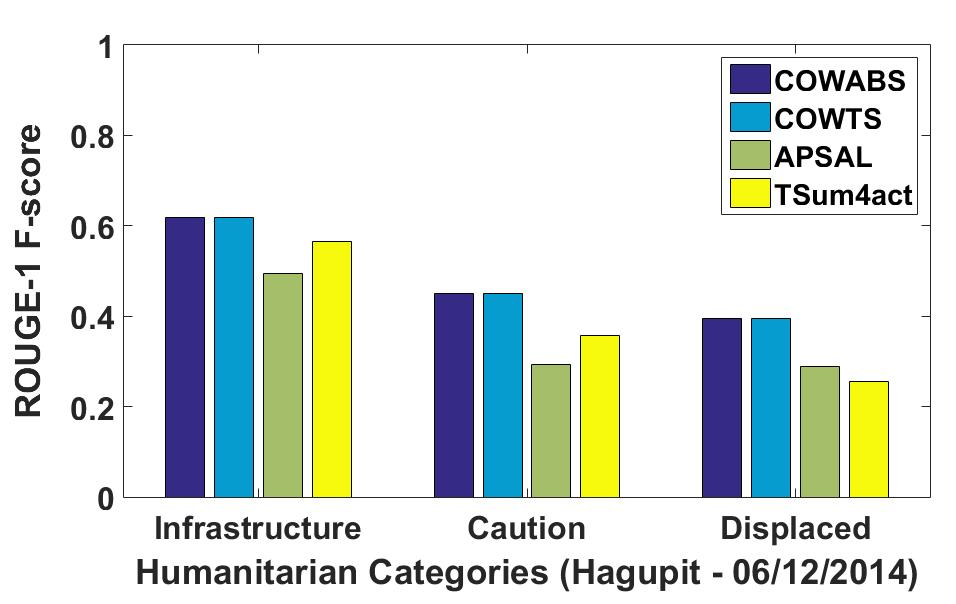 ROUGE-1 F-score
1
0.8
0.6
0.4
0.2
0
COWABS
COWTS
APSAL
TSum4act
Infrastructure Caution Displaced
Humanitarian Categories (Hagupit - 06/12/2014)